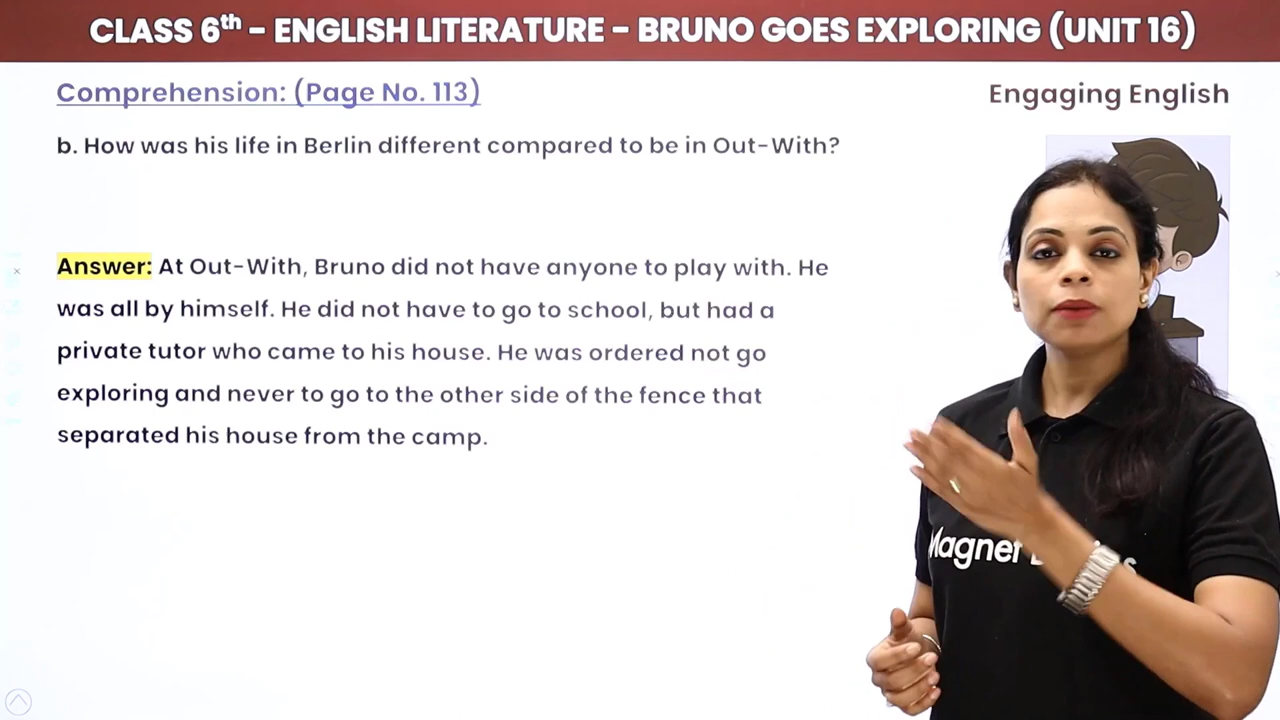 CLASS 6th - ENGLISH LITERATURE - BRUNO GOES EXPLORING (UNIT 16)
Comprehension: (Page No. 113)
Engaging English
b. How was his life in Berlin different compared to be in Out-With?
Answer: At Out-With, Bruno did not have anyone to play with. He
was all by himself. He did not have to go to school, but had a
private tutor who came to his house. He was ordered not go
exploring and never to go to the other side of the fence that
separated his house from the camp.